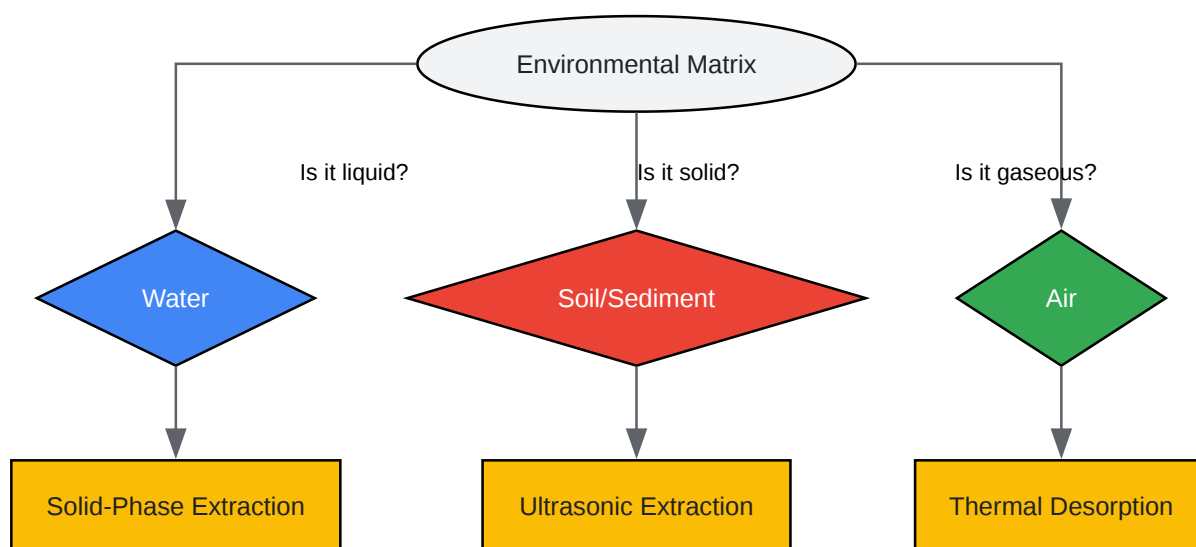 Environmental Matrix
Is it liquid?
Is it solid?
Is it gaseous?
Water
Soil/Sediment
Air
Solid-Phase Extraction
Ultrasonic Extraction
Thermal Desorption